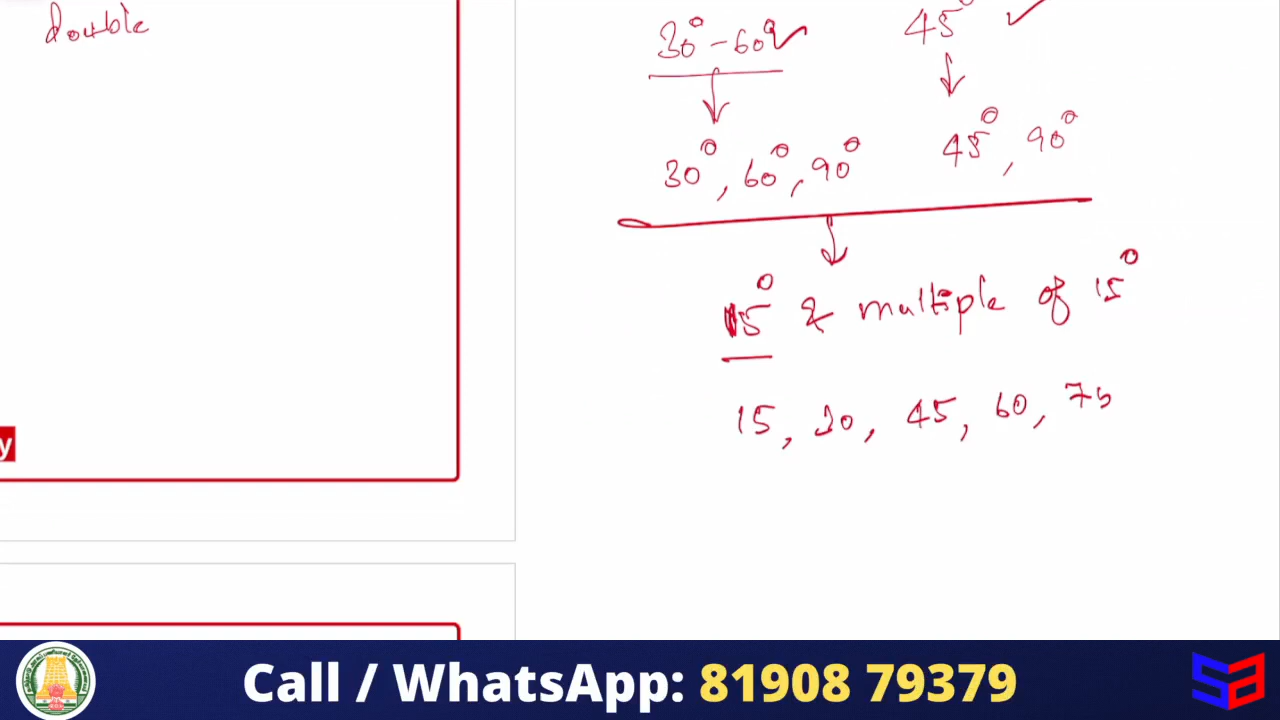 double
30° - 60° ✓
45° ✓
30°, 60°, 90°
45°, 90°
15° & multiple of 15°
15, 30, 45, 60, 75
y
Call / WhatsApp: 81908 79379
SA